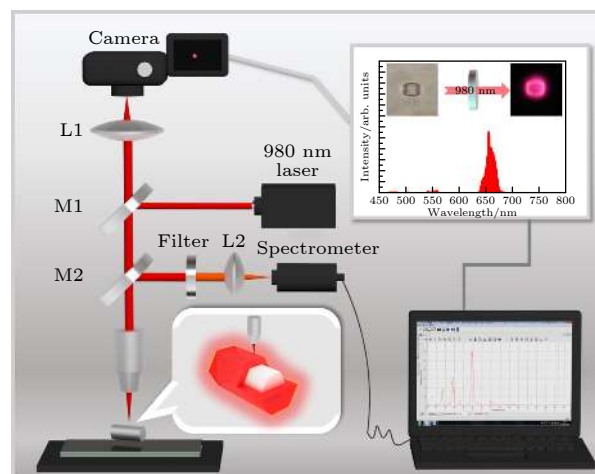 Camera
L1
M1
980 nm
laser
M2
Filter
L2
Spectrometer
Intensity/arb. units
980 nm
450 500 550 600 650 700 750 800
Wavelength/nm